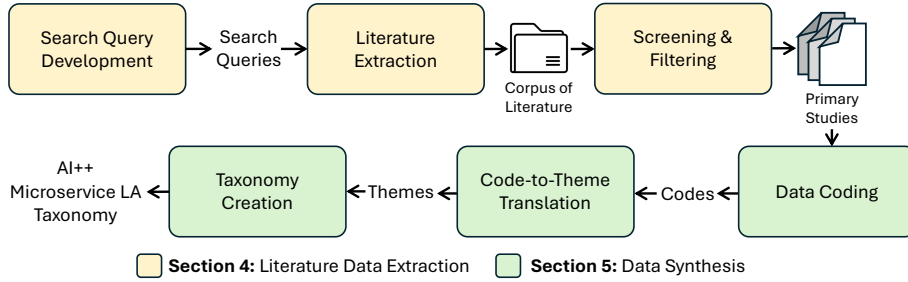 Search Query
Development
Search
Queries
Literature
Extraction
Corpus of
Literature
Screening &
Filtering
Primary
Studies
AI++
Microservice LA
Taxonomy
Taxonomy
Creation
Themes
Code-to-Theme
Translation
Codes
Data Coding
Section 4: Literature Data Extraction
Section 5: Data Synthesis